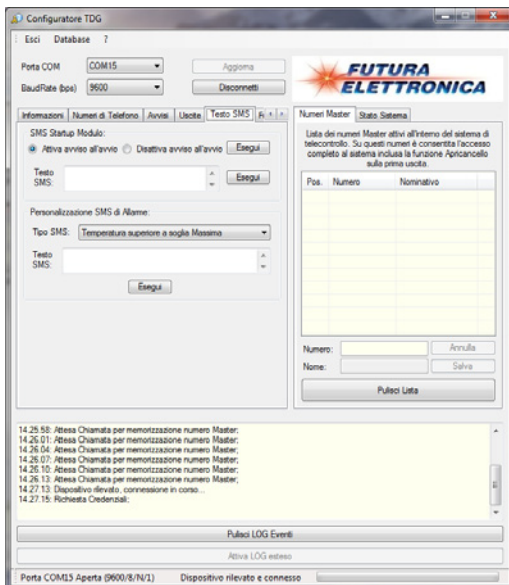 Configuratore TDG
Esci Database ?
Porta COM COM15 Aggiorna
BaudRate (bps) 9600 Disconnetti
FUTURA
ELETTRONICA
Informazioni Numeri di Telefono Avvisi Uscite Testo SMS
SMS Startup Modulo:
Attiva avviso all'avvio Disattiva avviso all'avvio Esegui
Testo SMS: Esegui
Personalizzazione SMS di Allarme:
Tipo SMS: Temperatura superiore a soglia Massima
Testo SMS:
Esegui
Numeri Master Stato Sistema
Lista dei numeri Master attivi all'interno del sistema di
telecontrollo. Su questi numeri è consentita l'accesso
completo al sistema inclusa la funzione Apricancello
sulla prima uscita.
Pos. Numero Nominativo
Numero: Annulla
Nome: Salva
Pulisci Lista
14.25.58: Attesa Chiamata per memorizzazione numero Master;
14.26.01: Attesa Chiamata per memorizzazione numero Master;
14.26.04: Attesa Chiamata per memorizzazione numero Master;
14.26.07: Attesa Chiamata per memorizzazione numero Master;
14.26.10: Attesa Chiamata per memorizzazione numero Master;
14.26.13: Attesa Chiamata per memorizzazione numero Master;
14.27.13: Dispositivo rilevato, connessione in corso...
14.27.15: Richiesta Credenziali:
Pulisci LOG Eventi
Attiva LOG esteso
Porta COM15 Aperta (9600/8/N/1) Dispositivo rilevato e connesso